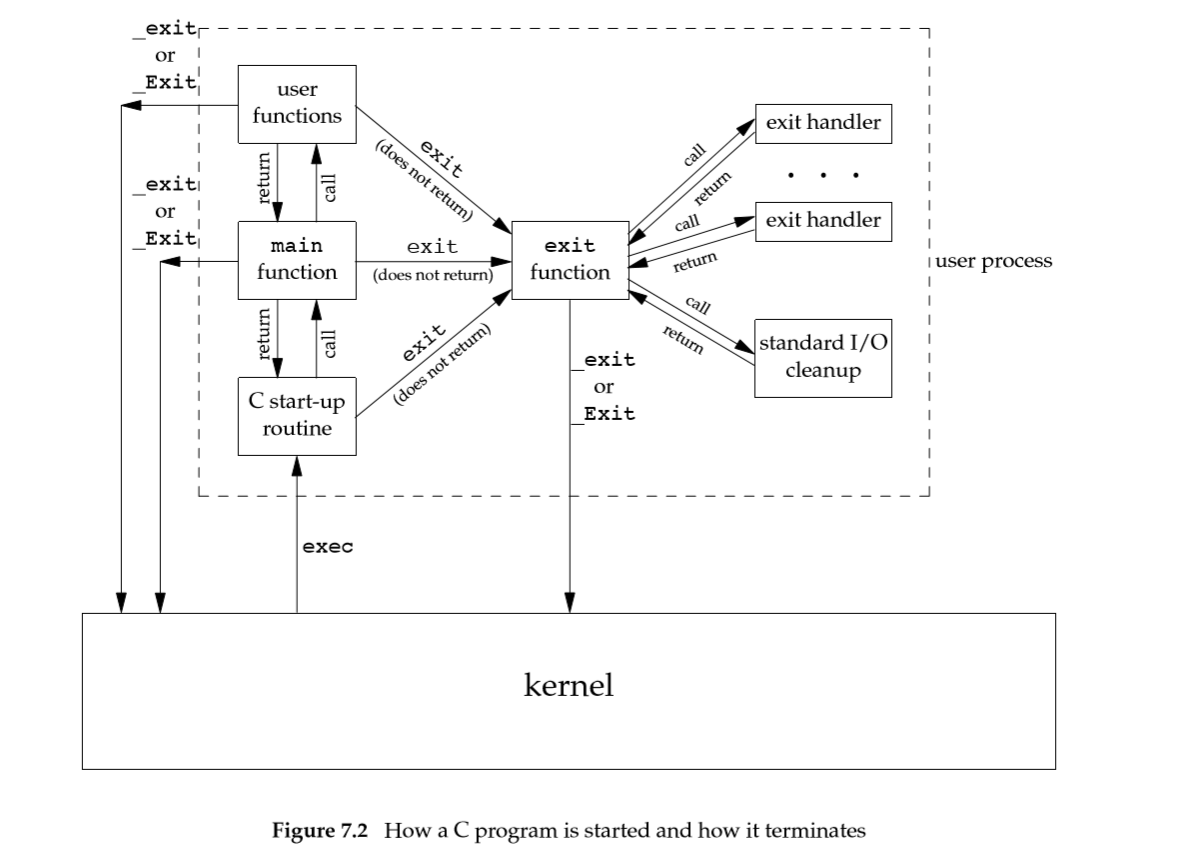 _exit
or
_Exit
user
functions
exit
(does not return)
call
return
exit handler
. . .
return
call
_exit
or
_Exit
main
function
exit
(does not return)
exit
function
call
return
exit handler
user process
return
call
C start-up
routine
exit
(does not return)
_exit
or
_Exit
call
return
standard I/O
cleanup
exec
kernel
Figure 7.2 How a C program is started and how it terminates